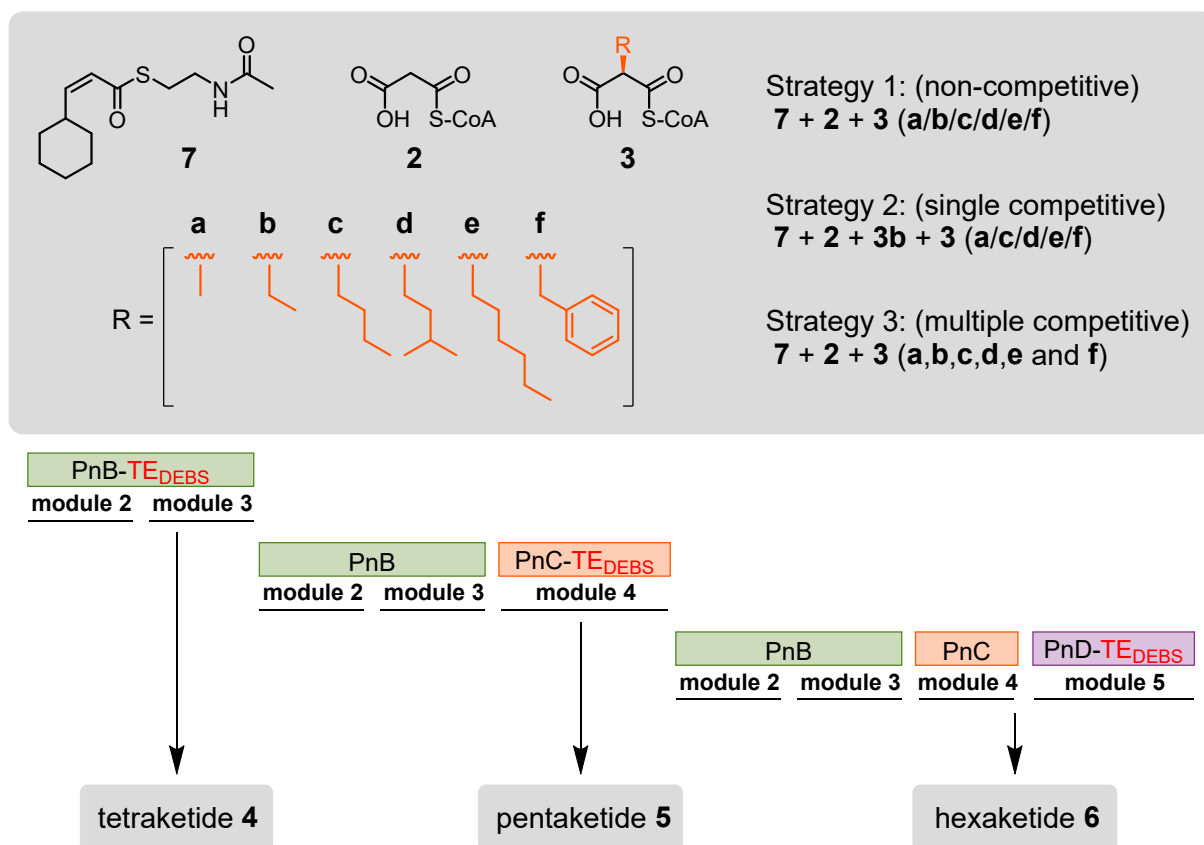 O
S
N
H
O
7
O
O
OH
S-CoA
2
R
O
O
OH
S-CoA
3
Strategy 1: (non-competitive)
7 + 2 + 3 (a/b/c/d/e/f)
Strategy 2: (single competitive)
7 + 2 + 3b + 3 (a/c/d/e/f)
Strategy 3: (multiple competitive)
7 + 2 + 3 (a,b,c,d,e and f)
a b c d e f
R =
PnB-TEDEBS
module 2 module 3
PnB PnC-TEDEBS
module 2 module 3 module 4
PnB PnC PnD-TEDEBS
module 2 module 3 module 4 module 5
tetraketide 4 pentaketide 5 hexaketide 6